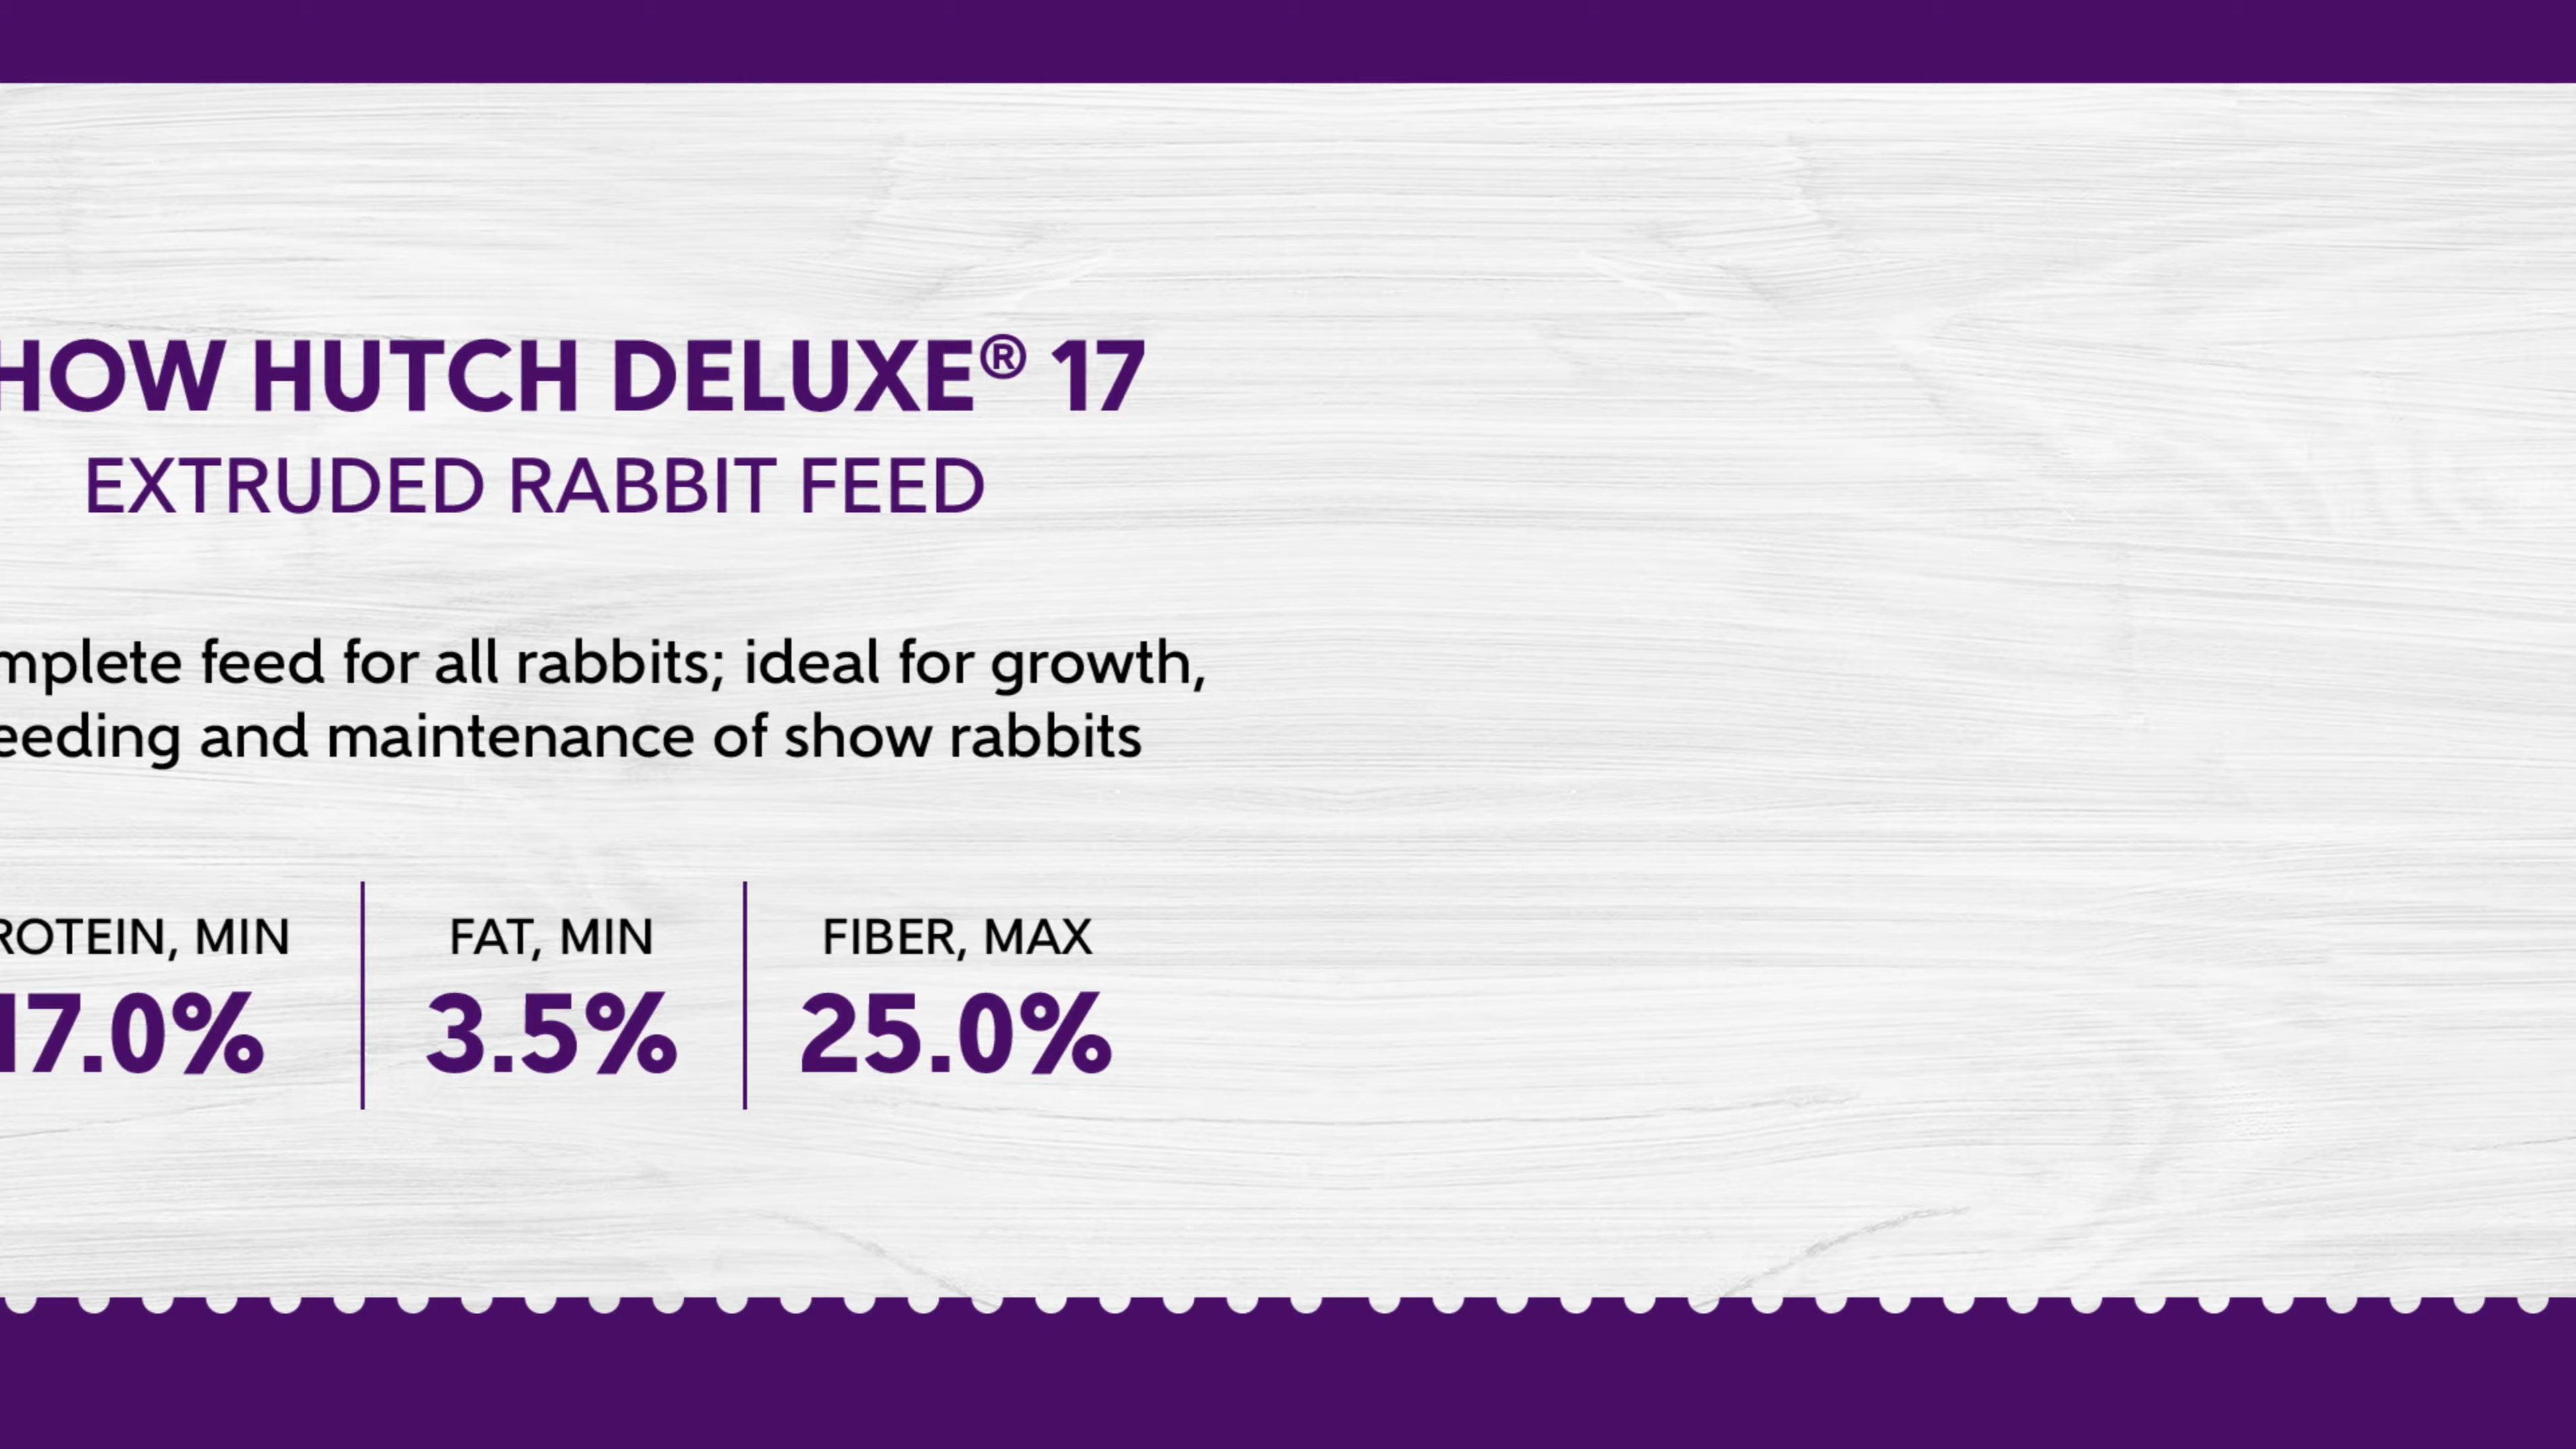 HOW HUTCH DELUXE® 17
EXTRUDED RABBIT FEED
mplete feed for all rabbits; ideal for growth,
eeding and maintenance of show rabbits
ROTEIN, MIN
17.0%
FAT, MIN
3.5%
FIBER, MAX
25.0%